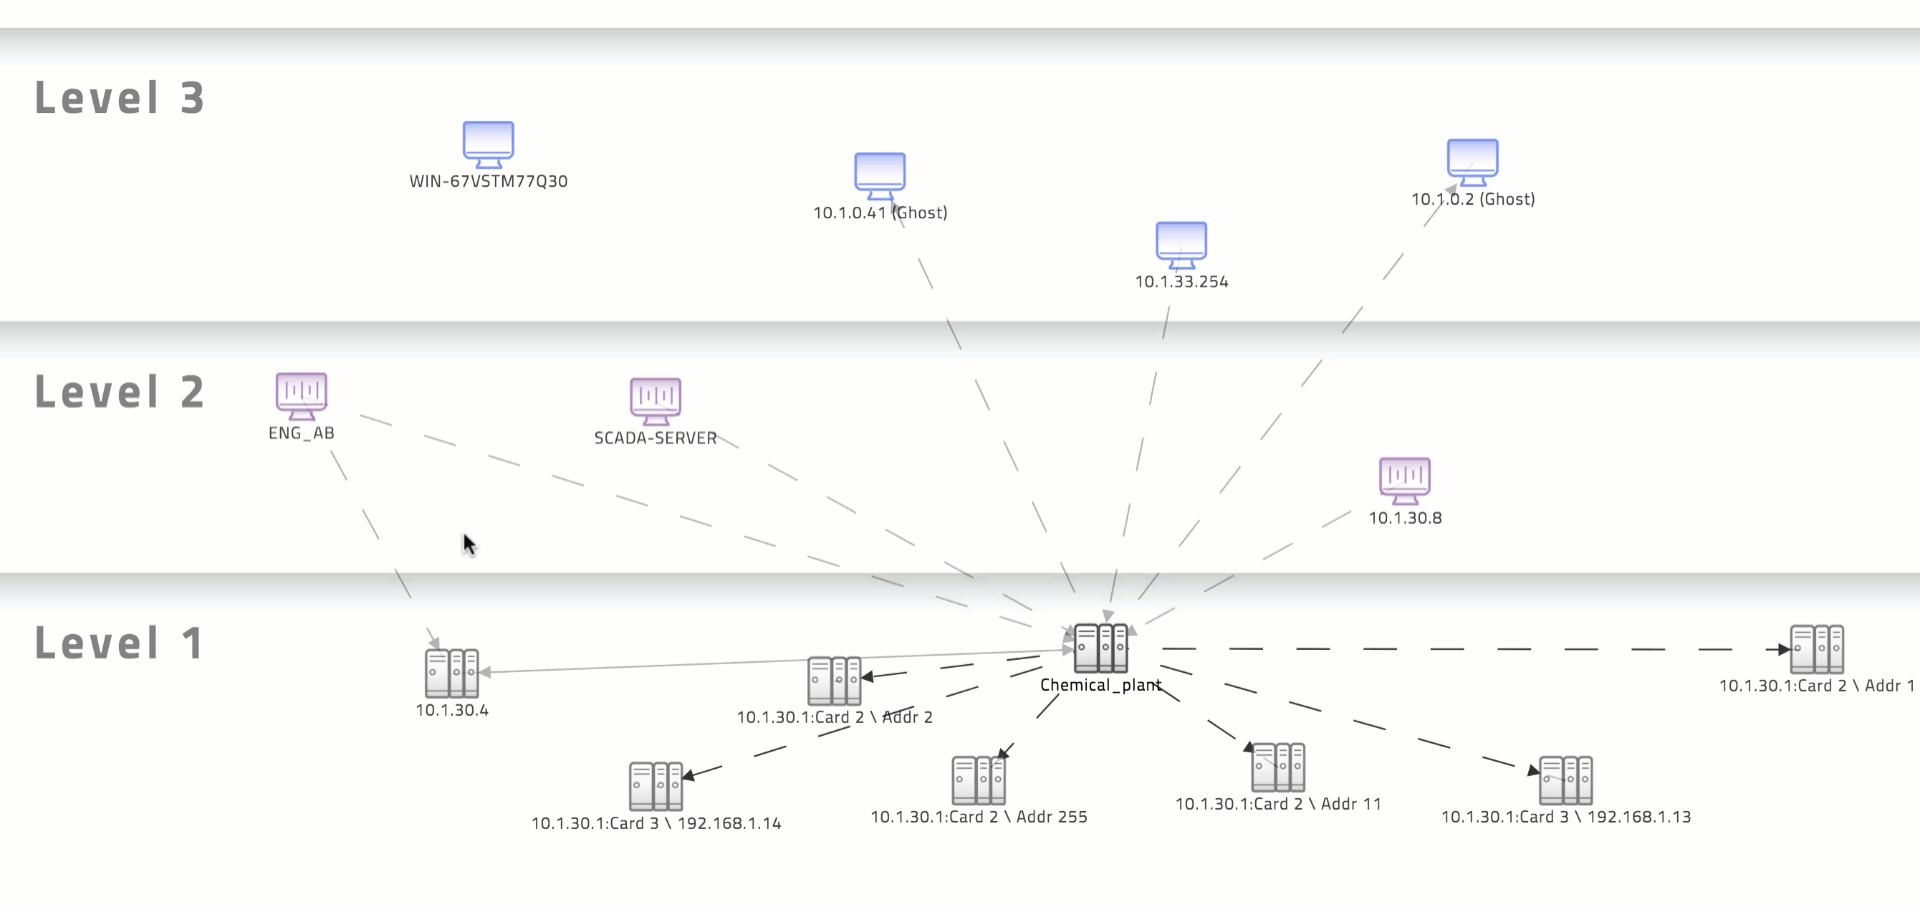 Level 3
WIN-67VSTM77Q30
10.1.0.41 (Ghost)
10.1.0.2 (Ghost)
10.1.33.254
Level 2
ENG_AB
SCADA-SERVER
10.1.30.8
Level 1
10.1.30.4
10.1.30.1:Card 2 \ Addr 2
Chemical_plant
10.1.30.1:Card 2 \ Addr 1
10.1.30.1:Card 3 \ 192.168.1.14
10.1.30.1:Card 2 \ Addr 255
10.1.30.1:Card 2 \ Addr 11
10.1.30.1:Card 3 \ 192.168.1.13